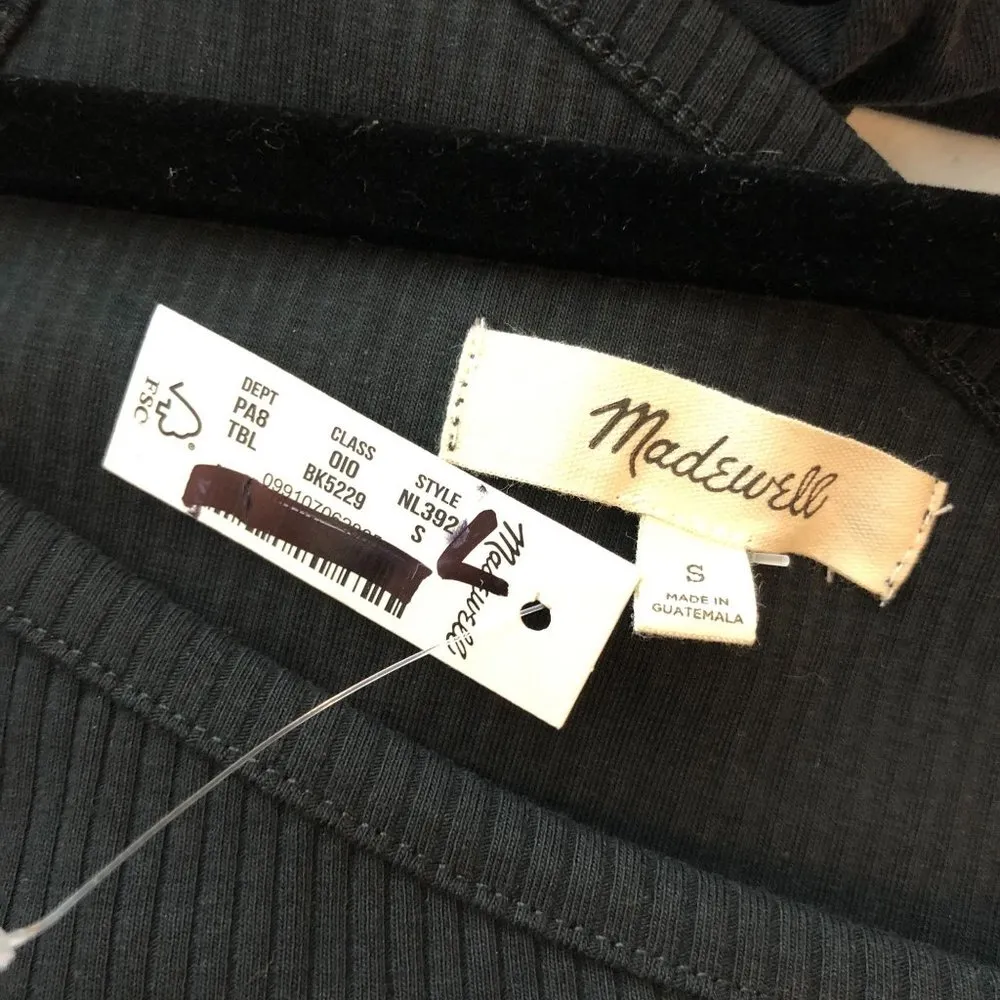 Madewell
S
MADE IN
GUATEMALA
FSC
DEPT
PA8
TBL
CLASS
010
BK5229
STYLE
S
Madewell